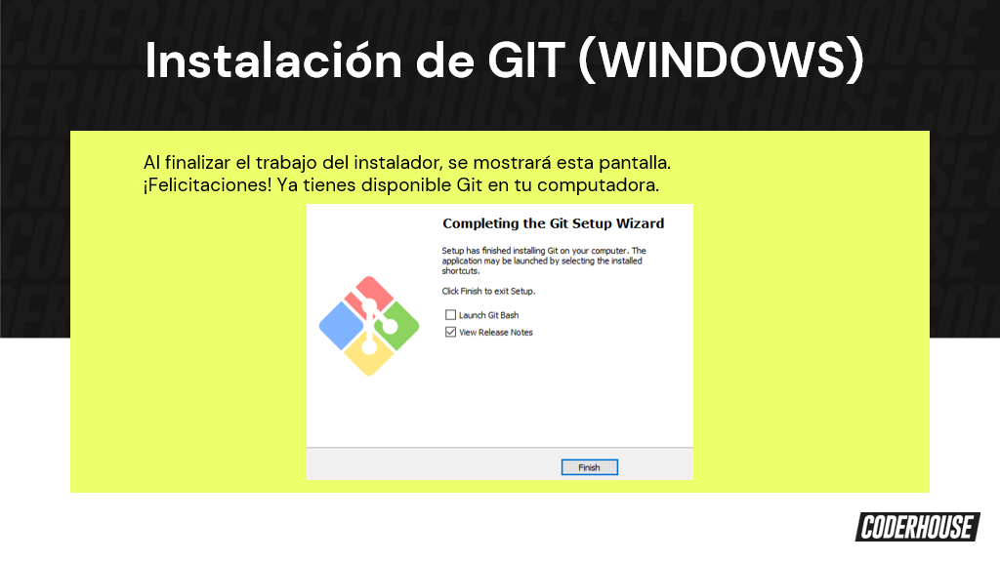 Instalación de GIT (WINDOWS)
Al finalizar el trabajo del instalador, se mostrará esta pantalla.
¡Felicitaciones! Ya tienes disponible Git en tu computadora.
Completing the Git Setup Wizard
Setup has finished installing Git on your computer. The
application may be launched by selecting the installed
shortcuts.
Click Finish to exit Setup.
Launch Git Bash
View Release Notes
Finish
CODERHOUSE